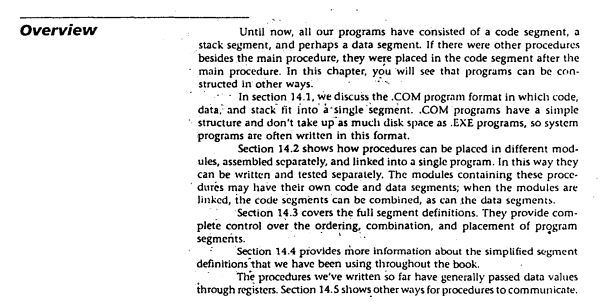 Overview
Until now, all our programs have consisted of a code segment, a
stack segment, and perhaps a data segment. If there were other procedures
besides the main procedure, they were placed in the code segment after the
main procedure. In this chapter, you will see that programs can be con-
structed in other ways.
In section 14.1, we discuss the .COM program format in which code,
data, and stack fit into a single segment. .COM programs have a simple
structure and don't take up as much disk space as .EXE programs, so system
programs are often written in this format.
Section 14.2 shows how procedures can be placed in different mod-
ules, assembled separately, and linked into a single program. In this way they
can be written and tested separately. The modules containing these proce-
dures may have their own code and data segments; when the modules are
linked, the code segments can be combined, as can the data segments.
Section 14.3 covers the full segment definitions. They provide com-
plete control over the ordering, combination, and placement of program
segments.
Section 14.4 provides more information about the simplified segment
definitions that we have been using throughout the book.
The procedures we've written so far have generally passed data values
through registers. Section 14.5 shows other ways for procedures to communicate.